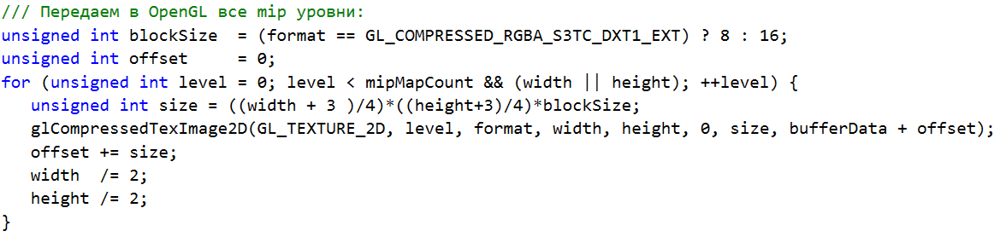 /// Передаем в OpenGL все mip уровни:
unsigned int blockSize  = (format == GL_COMPRESSED_RGBA_S3TC_DXT1_EXT) ? 8 : 16;
unsigned int offset     = 0;
for (unsigned int level = 0; level < mipMapCount && (width || height); ++level) {
   unsigned int size = ((width + 3 )/4)*((height+3)/4)*blockSize;
   glCompressedTexImage2D(GL_TEXTURE_2D, level, format, width, height, 0, size, bufferData + offset);
   offset += size;
   width  /= 2;
   height /= 2;
}